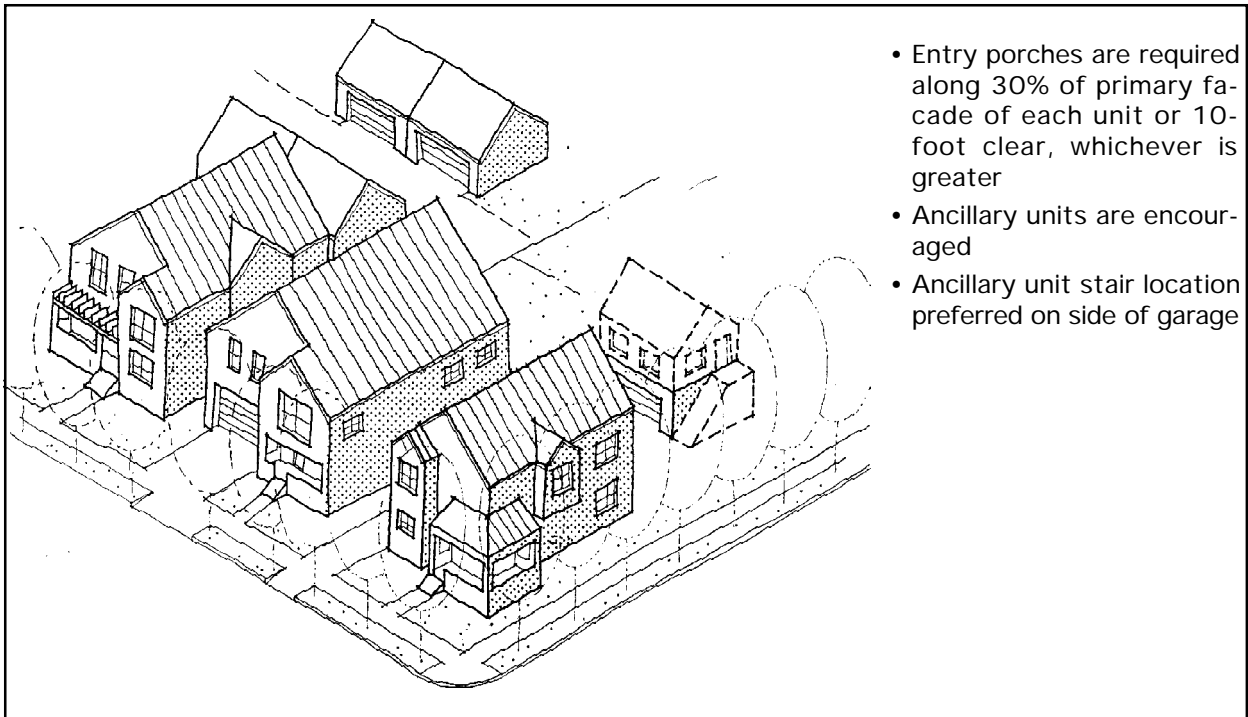 • Entry porches are required
along 30% of primary fa-
cade of each unit or 10-
foot clear, whichever is
greater
• Ancillary units are encour-
aged
• Ancillary unit stair location
preferred on side of garage